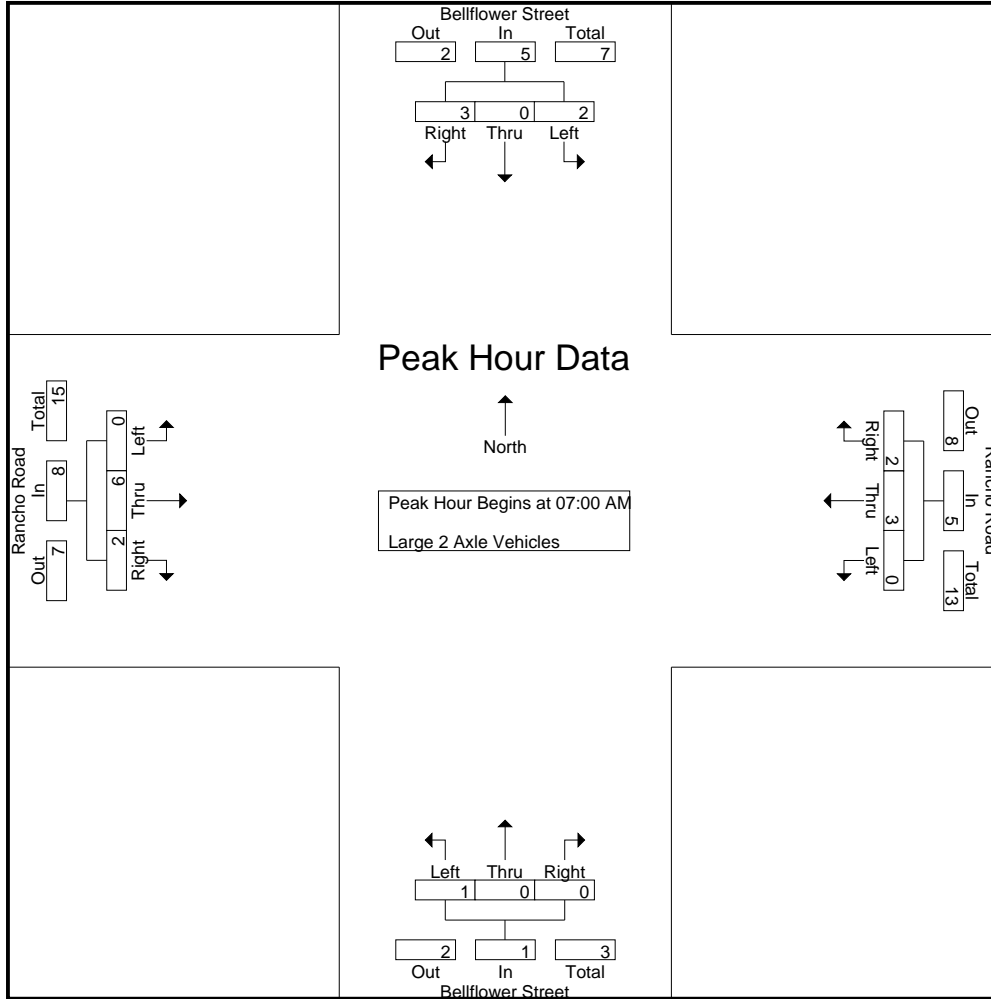 Bellflower Street
Out In Total
2 5 7
3 0 2
Right Thru Left
Peak Hour Data
North
Peak Hour Begins at 07:00 AM
Large 2 Axle Vehicles
Rancho Road
Out In Total
7 8 15
Left Thru Right
0 6 2
Rancho Road
Out In Total
8 5 13
Right Thru Left
2 3 0
Left Thru Right
1 0 0
2 1 3
Out In Total
Bellflower Street